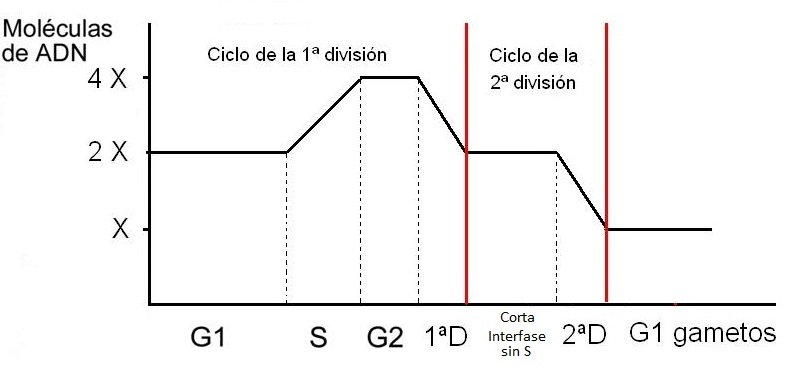 Moléculas
de ADN
Ciclo de la 1ª división
Ciclo de la
2ª división
4 X
2 X
X
G1
S
G2
1ªD
Corta
Interfase
sin S
2ªD
G1 gametos